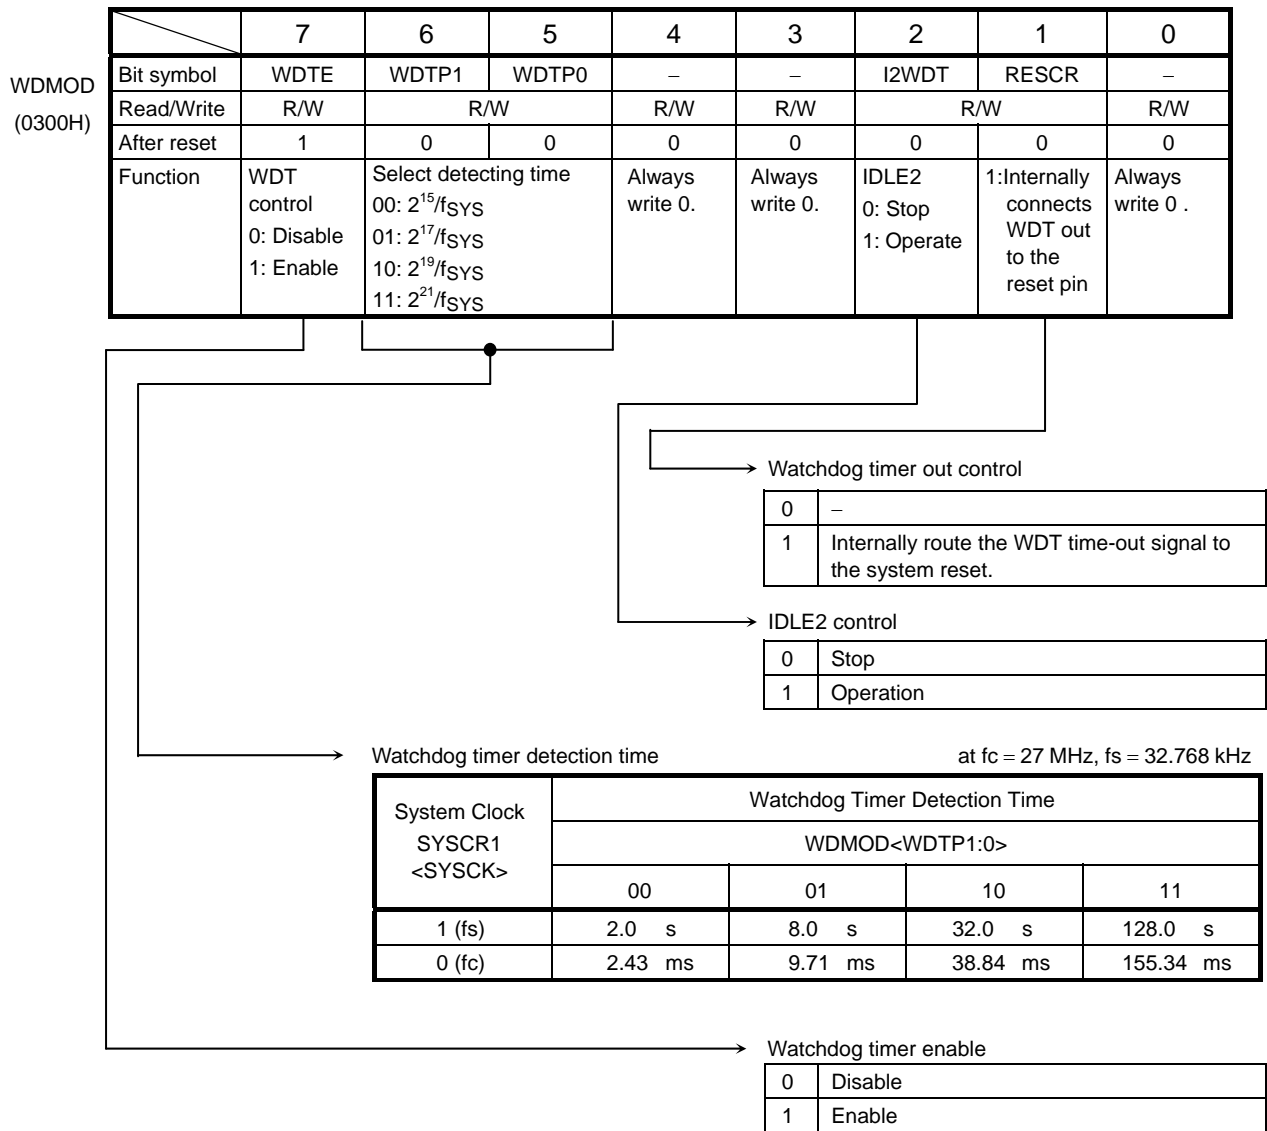 7 6 5 4 3 2 1 0
WDMOD
(0300H)
Bit symbol WDTE WDTP1 WDTP0 – – I2WDT RESCR –
Read/Write R/W R/W R/W R/W R/W R/W
After reset 1 0 0 0 0 0 0 0
Function
WDT
control
0: Disable
1: Enable
Select detecting time
00: 2^15/fSYS
01: 2^17/fSYS
10: 2^19/fSYS
11: 2^21/fSYS
Always
write 0.
Always
write 0.
IDLE2
0: Stop
1: Operate
1:Internally
connects
WDT out
to the
reset pin
Always
write 0 .
Watchdog timer out control
0 –
1 Internally route the WDT time-out signal to
the system reset.
IDLE2 control
0 Stop
1 Operation
Watchdog timer detection time at fc = 27 MHz, fs = 32.768 kHz
System Clock
SYSCR1
<SYSCK>
Watchdog Timer Detection Time
WDMOD<WDTP1:0>
00 01 10 11
1 (fs) 2.0 s 8.0 s 32.0 s 128.0 s
0 (fc) 2.43 ms 9.71 ms 38.84 ms 155.34 ms
Watchdog timer enable
0 Disable
1 Enable